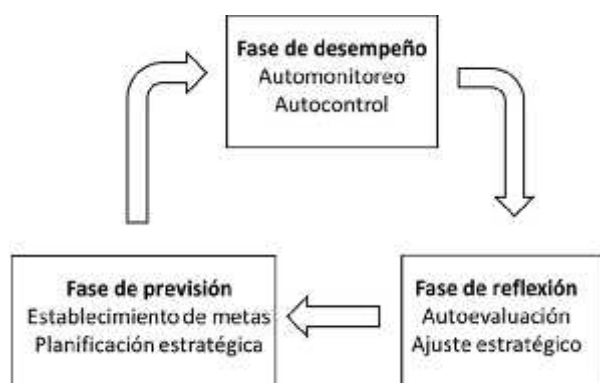 Fase de desempeño
Automonitoreo
Autocontrol
Fase de previsión
Establecimiento de metas
Planificación estratégica
Fase de reflexión
Autoevaluación
Ajuste estratégico